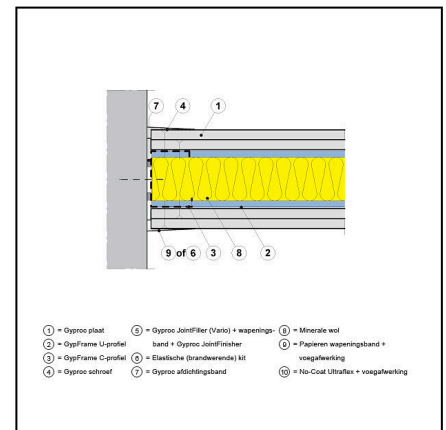 7 4 1
9 of 6 3 8 2
1 = Gyproc plaat
2 = GypFrame U-profiel
3 = GypFrame C-profiel
4 = Gyproc schroef
5 = Gyproc JointFiller (Vario) + wapenings-
band + Gyproc JointFinisher
6 = Elastische (brandwerende) kit
7 = Gyproc afdichtingsband
8 = Minerale wol
9 = Papieren wapeningsband +
voegafwerking
10 = No-Coat Ultraflex + voegafwerking